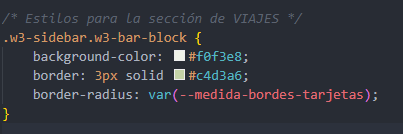 /* Estilos para la sección de VIAJES */
.w3-sidebar.w3-bar-block {
    background-color: #f0f3e8;
    border: 3px solid #c4d3a6;
    border-radius: var(--medida-bordes-tarjetas);
}